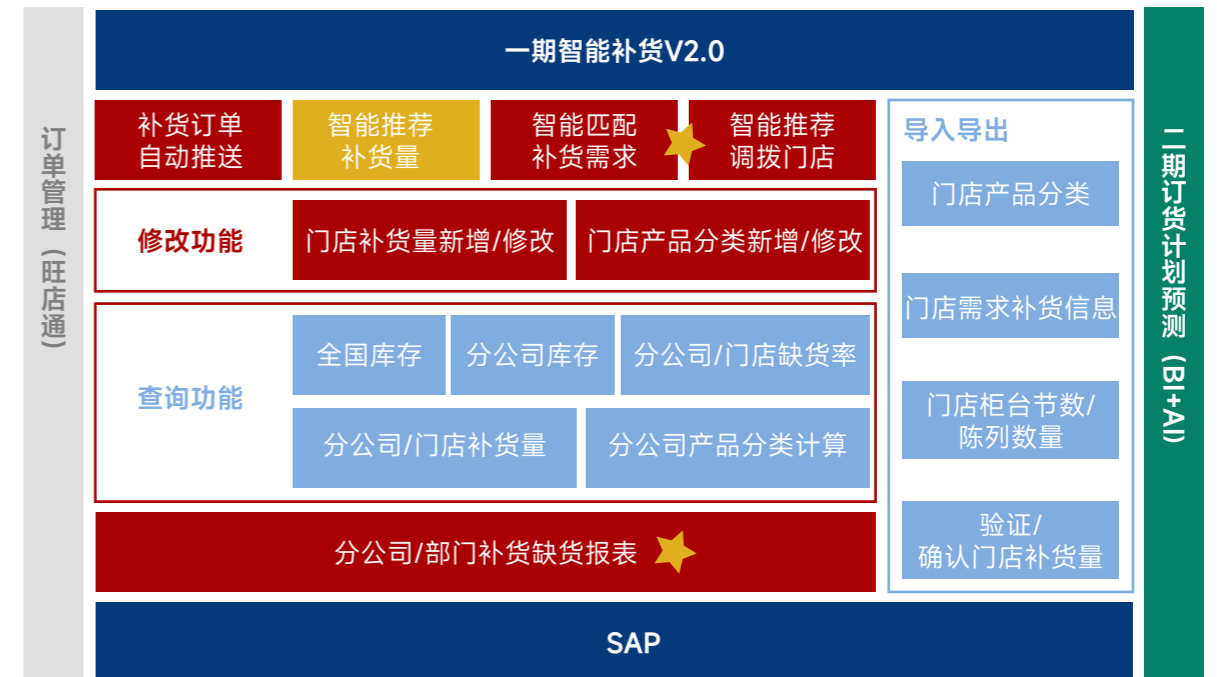 一期智能补货V2.0
订单管理（旺店通）
补货订单
自动推送
智能推荐
补货量
智能匹配
补货需求
智能推荐
调拨门店
修改功能
门店补货量新增/修改
门店产品分类新增/修改
查询功能
全国库存
分公司库存
分公司/门店缺货率
分公司/门店补货量
分公司产品分类计算
分公司/部门补货缺货报表
导入导出
门店产品分类
门店需求补货信息
门店柜台节数/
陈列数量
验证/
确认门店补货量
二期订货计划预测（BI+AI）
SAP